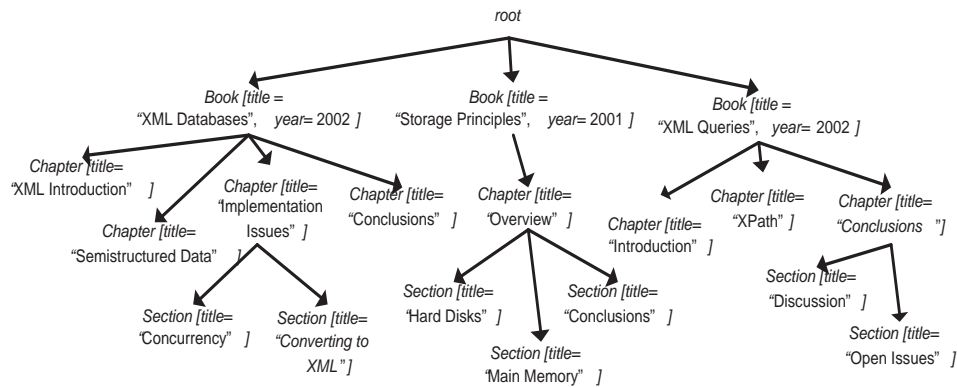 root
Book [title =
“XML Databases”, year= 2002 ]
Book [title =
“Storage Principles”, year= 2001 ]
Book [title =
“XML Queries”, year= 2002 ]
Chapter [title=
“XML Introduction” ]
Chapter [title=
“Semistructured Data” ]
Chapter [title=
“Implementation
Issues” ]
Chapter [title=
“Conclusions” ]
Chapter [title=
“Overview” ]
Chapter [title=
“Introduction” ]
Chapter [title=
“XPath” ]
Chapter [title=
“Conclusions ”]
Section [title=
“Concurrency” ]
Section [title=
“Converting to
XML” ]
Section [title=
“Hard Disks” ]
Section [title=
“Main Memory” ]
Section [title=
“Conclusions” ]
Section [title=
“Discussion” ]
Section [title=
“Open Issues” ]